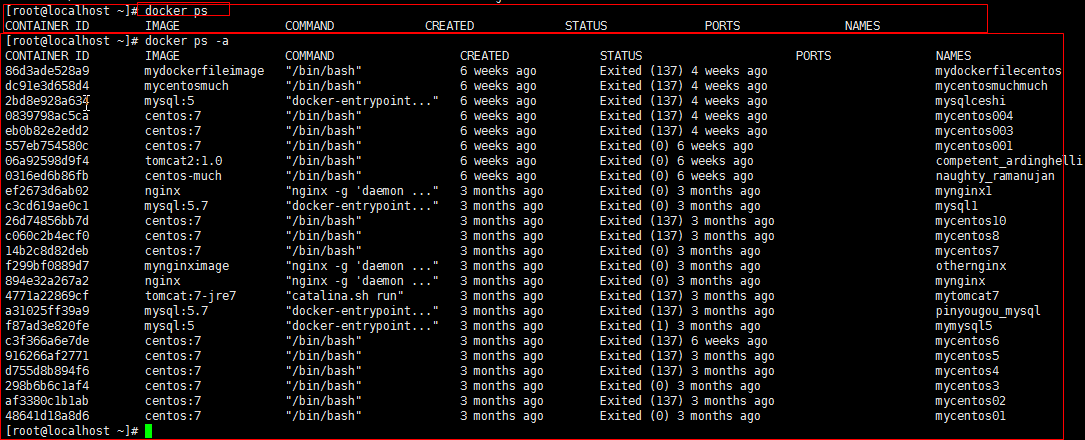 [root@localhost ~]# docker ps
CONTAINER ID IMAGE COMMAND CREATED STATUS PORTS NAMES
[root@localhost ~]# docker ps -a
CONTAINER ID IMAGE COMMAND CREATED STATUS PORTS NAMES
86d3ade528a9 mydockerfileimage "/bin/bash" 6 weeks ago Exited (137) 4 weeks ago mydockerfilecentos
dc91e3d658d4 mycentosmuch "/bin/bash" 6 weeks ago Exited (137) 4 weeks ago mycentosmuchmuch
2bd8e928a634 mysql:5 "docker-entrypoint..." 6 weeks ago Exited (137) 4 weeks ago mysqlceshi
0839798ac5ca centos:7 "/bin/bash" 6 weeks ago Exited (137) 4 weeks ago mycentos004
eb0b82e2edd2 centos:7 "/bin/bash" 6 weeks ago Exited (137) 4 weeks ago mycentos003
557eb754580c centos:7 "/bin/bash" 6 weeks ago Exited (0) 6 weeks ago mycentos001
06a92598d9f4 tomcat2:1.0 "/bin/bash" 6 weeks ago Exited (0) 6 weeks ago competent_ardinghelli
0316ed6b86fb centos-much "/bin/bash" 6 weeks ago Exited (0) 6 weeks ago naughty_ramanujan
ef2673d6ab02 nginx "nginx -g 'daemon ..." 3 months ago Exited (0) 3 months ago mynginx1
c3cd619ae0c1 mysql:5.7 "docker-entrypoint..." 3 months ago Exited (0) 3 months ago mysql1
26d74856bb7d centos:7 "/bin/bash" 3 months ago Exited (137) 3 months ago mycentos10
c060c2b4ecf0 centos:7 "/bin/bash" 3 months ago Exited (137) 3 months ago mycentos8
14b2c8d82deb centos:7 "/bin/bash" 3 months ago Exited (0) 3 months ago mycentos7
f299bf0889d7 mynginximage "nginx -g 'daemon ..." 3 months ago Exited (0) 3 months ago othernginx
894e32a267a2 nginx "nginx -g 'daemon ..." 3 months ago Exited (0) 3 months ago mynginx
4771a22869cf tomcat:7-jre7 "catalina.sh run" 3 months ago Exited (137) 3 months ago mytomcat7
a31025ff39a9 mysql:5.7 "docker-entrypoint..." 3 months ago Exited (137) 3 months ago pinyougou_mysql
f87ad3e820fe mysql:5 "docker-entrypoint..." 3 months ago Exited (1) 3 months ago mymysql5
c3f366a6e7de centos:7 "/bin/bash" 3 months ago Exited (137) 6 weeks ago mycentos6
916266af2771 centos:7 "/bin/bash" 3 months ago Exited (137) 3 months ago mycentos5
d755d8b894f6 centos:7 "/bin/bash" 3 months ago Exited (137) 3 months ago mycentos4
298b6b6c1af4 centos:7 "/bin/bash" 3 months ago Exited (0) 3 months ago mycentos3
af3380c1b1ab centos:7 "/bin/bash" 3 months ago Exited (137) 3 months ago mycentos02
48641d18a8d6 centos:7 "/bin/bash" 3 months ago Exited (0) 3 months ago mycentos01
[root@localhost ~]#